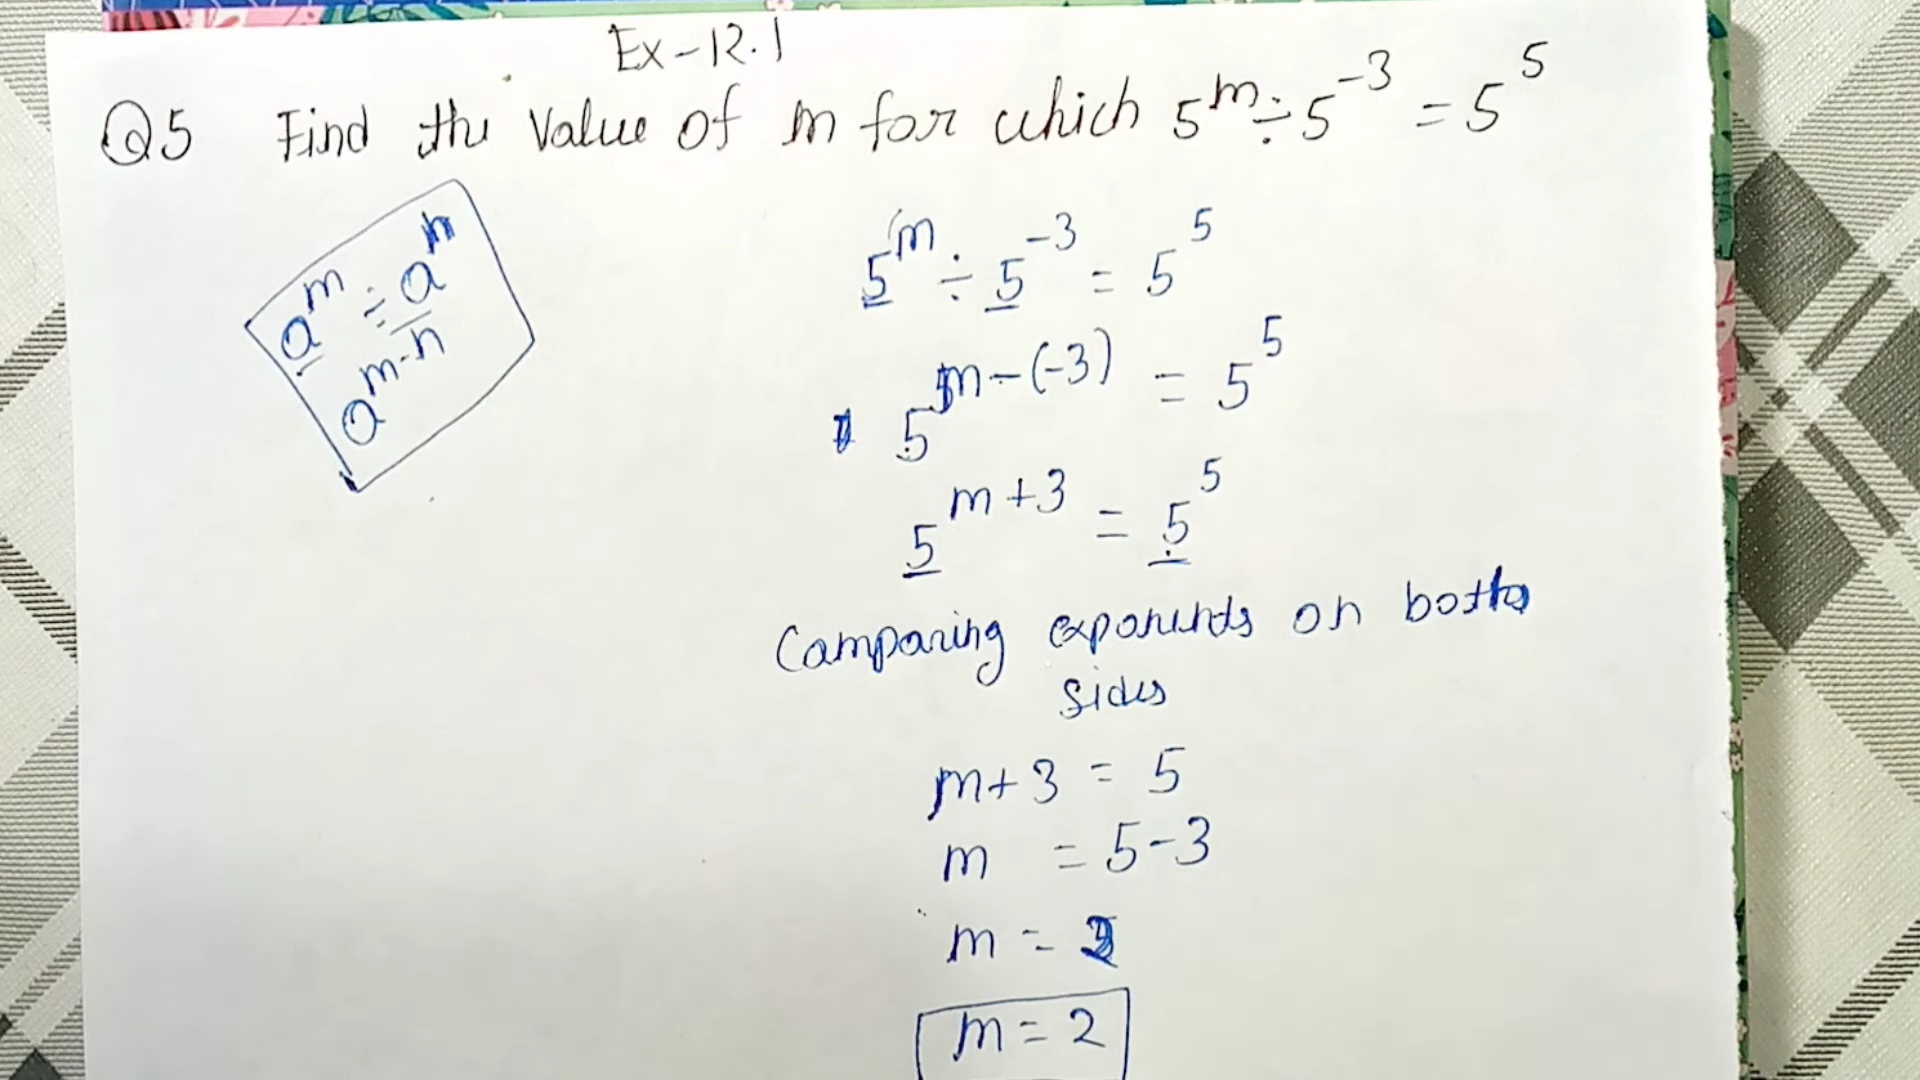 Ex-12.1
Q5 Find the value of m for which 5^m ÷ 5^-3 = 5^5
a^m ÷ a^n
a^m-n
5^m ÷ 5^-3 = 5^5
5^m-(-3) = 5^5
5^m+3 = 5^5
Comparing exponents on both
sides
m+3 = 5
m = 5-3
m = 2
m = 2